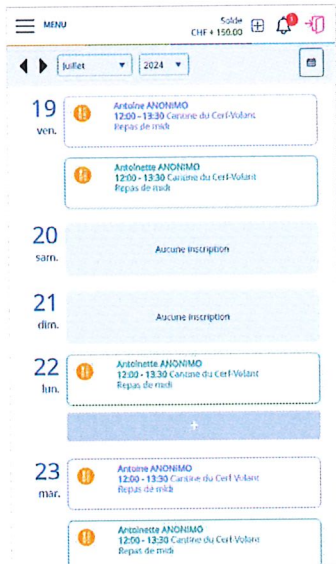 MENU
Solde
CHF + 150.00
1
Juillet
2024
19
ven.
Antoine ANONIMO
12:00 - 13:30 Cantine du Cerf-Volant
Repas de midi
Antoinette ANONIMO
12:00 - 13:30 Cantine du Cerf-Volant
Repas de midi
20
sam.
Aucune inscription
21
dim.
Aucune inscription
22
lun.
Antoinette ANONIMO
12:00 - 13:30 Cantine du Cerf-Volant
Repas de midi
+
23
mar.
Antoine ANONIMO
12:00 - 13:30 Cantine du Cerf-Volant
Repas de midi
Antoinette ANONIMO
12:00 - 13:30 Cantine du Cerf-Volant
Repas de midi